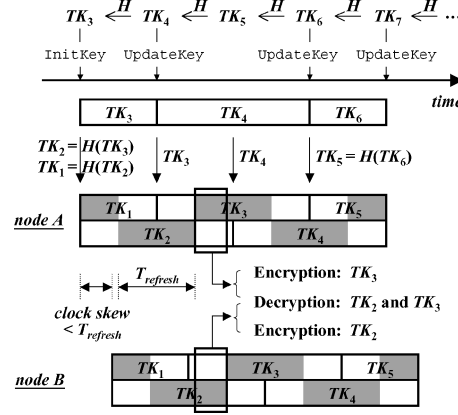 TK3 H TK4 H TK5 H TK6 H TK7 H ...
InitKey UpdateKey UpdateKey UpdateKey
time
TK3 TK4 TK6
TK2 = H(TK3)
TK1 = H(TK2)
TK3 TK4 TK5 = H(TK6)
node A
TK1 TK3 TK5
TK2 TK4
Trefresh
clock skew
< Trefresh
Encryption: TK3
Decryption: TK2 and TK3
Encryption: TK2
node B
TK1 TK3 TK5
TK2 TK4